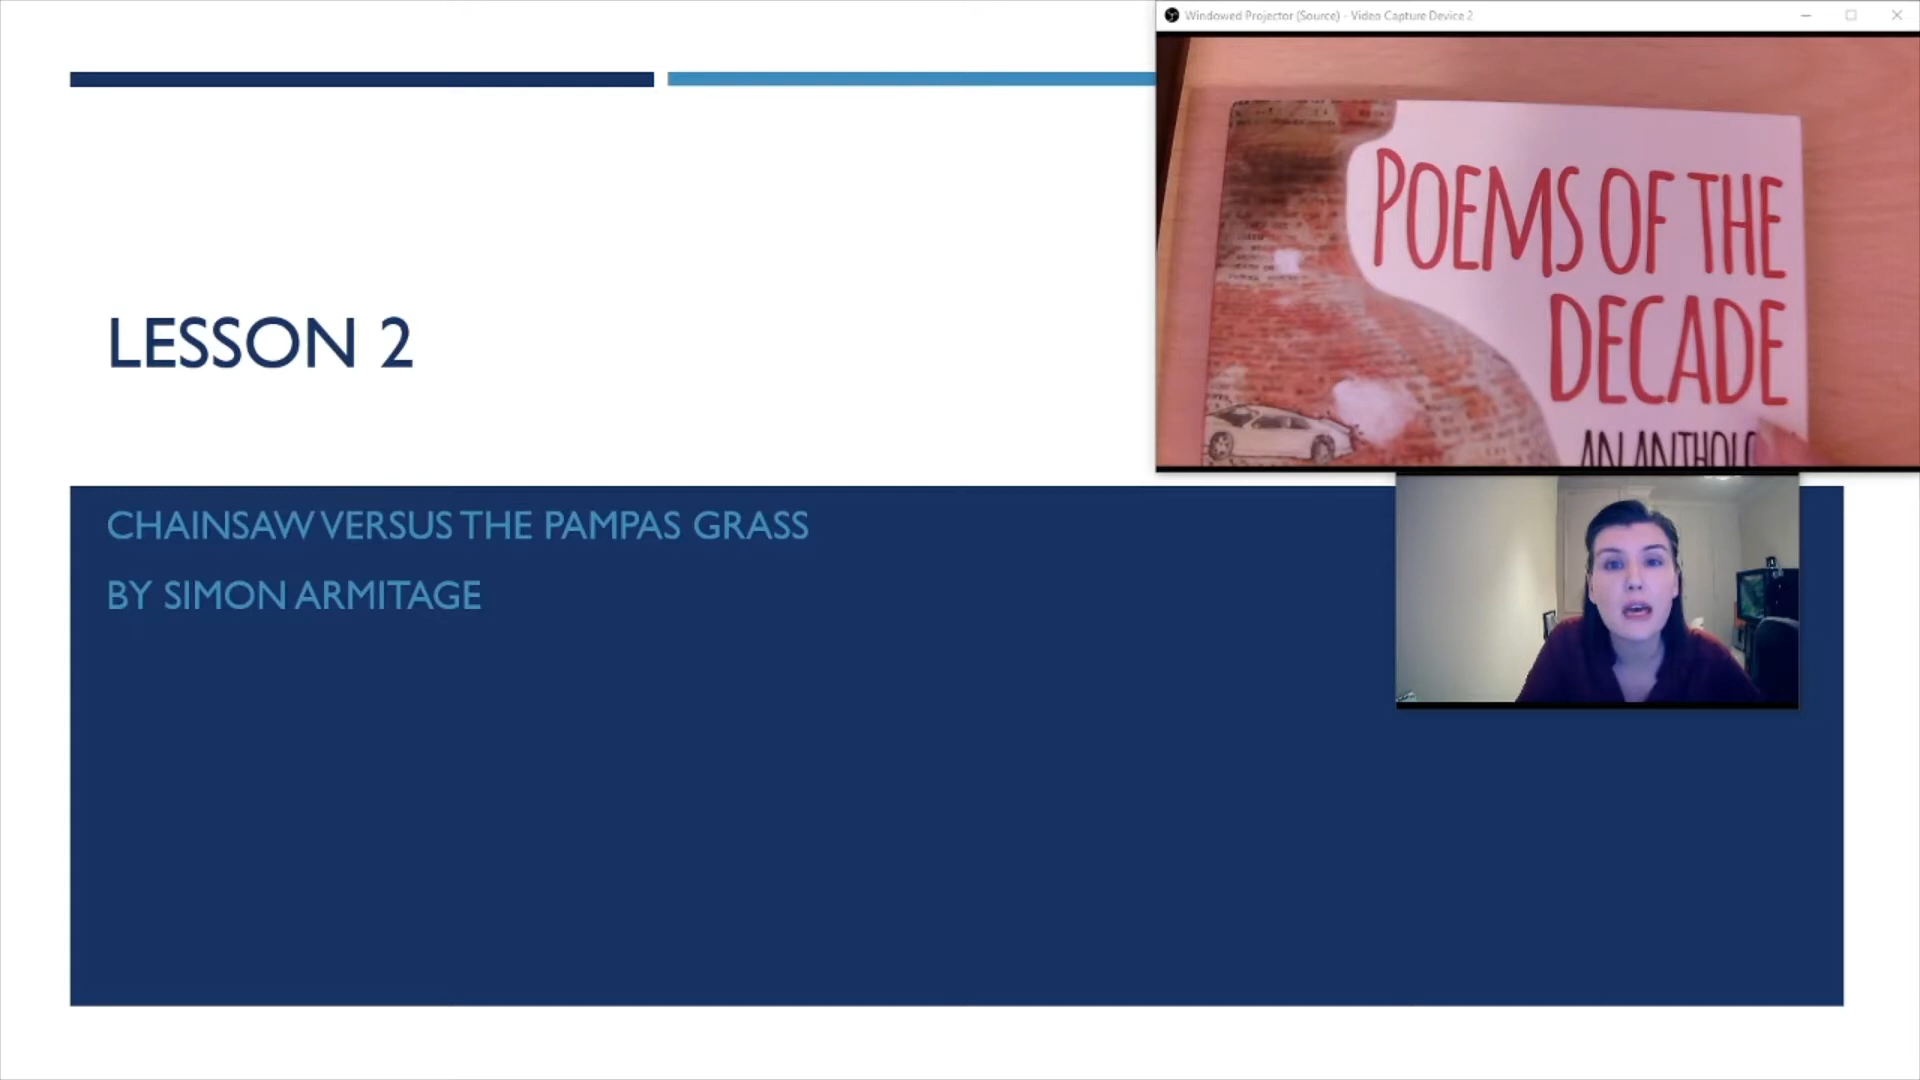 Windowed Projector (Source) - Video Capture Device 2
POEMS OF THE
DECADE
LESSON 2
CHAINSAW VERSUS THE PAMPAS GRASS
BY SIMON ARMITAGE